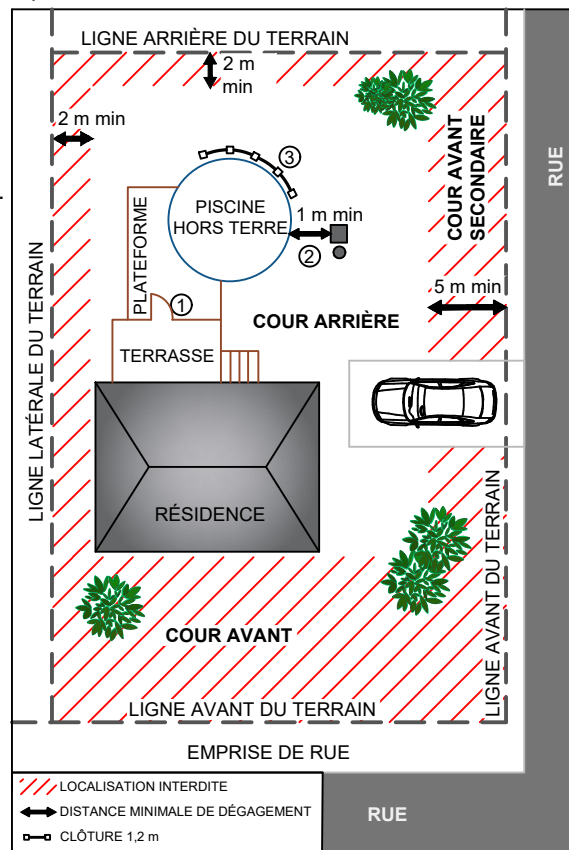 LIGNE ARRIÈRE DU TERRAIN
2 m
min
2 m min
COUR AVANT
SECONDAIRE
RUE
③
PISCINE
HORS TERRE
1 m min
②
PLATEFORME
①
5 m min
COUR ARRIÈRE
TERRASSE
LIGNE LATÉRALE DU TERRAIN
RÉSIDENCE
LIGNE AVANT DU TERRAIN
COUR AVANT
LIGNE AVANT DU TERRAIN
EMPRISE DE RUE
LOCALISATION INTERDITE
DISTANCE MINIMALE DE DÉGAGEMENT
CLÔTURE 1,2 m
RUE